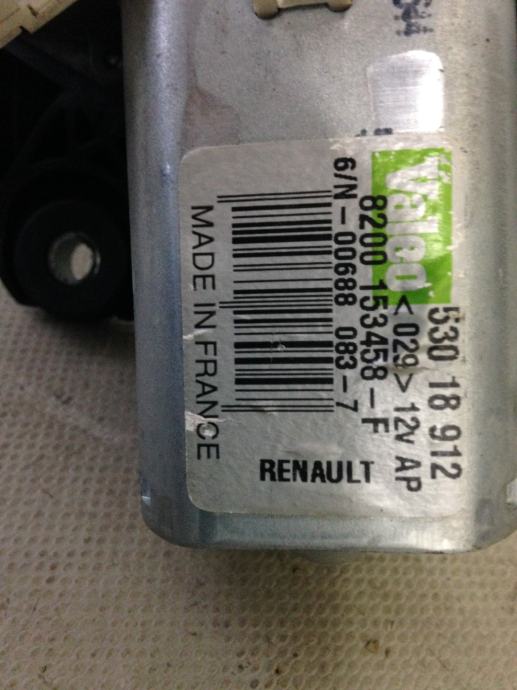 Valeo
530 18 912
<029> 12V AP
8200 153458-F
6/N-00688 083-7
MADE IN FRANCE
RENAULT